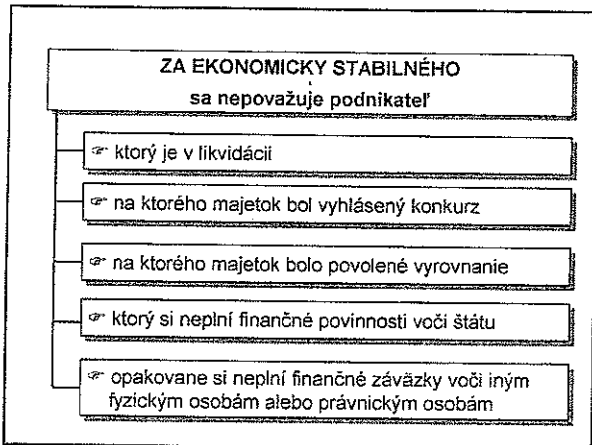 ZA EKONOMICKY STABILNÉHO
sa nepovažuje podnikateľ
☞ ktorý je v likvidácii
☞ na ktorého majetok bol vyhlásený konkurz
☞ na ktorého majetok bolo povolené vyrovnanie
☞ ktorý si neplní finančné povinnosti voči štátu
☞ opakovane si neplní finančné záväzky voči iným
fyzickým osobám alebo právnickým osobám